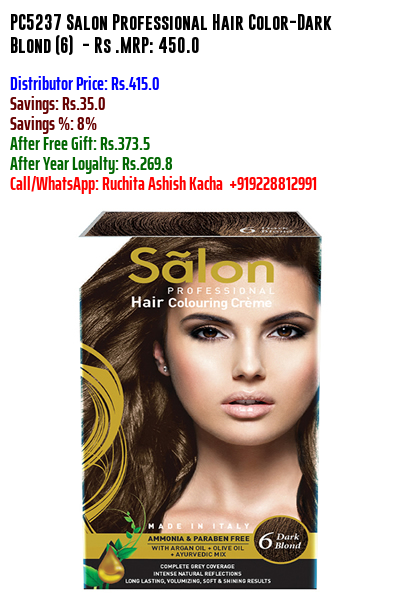 PC5237 Salon Professional Hair Color-Dark
Blond (6) - Rs .MRP: 450.0
Distributor Price: Rs.415.0
Savings: Rs.35.0
Savings %: 8%
After Free Gift: Rs.373.5
After Year Loyalty: Rs.269.8
Call/WhatsApp: Ruchita Ashish Kacha +919228812991
6 Dark
Blond
Sãlon
PROFESSIONAL
Hair Colouring Crème
MADE IN ITALY
AMMONIA & PARABEN FREE
WITH ARGAN OIL + OLIVE OIL
+ AYURVEDIC MIX
6 Dark
Blond
COMPLETE GREY COVERAGE
INTENSE NATURAL REFLECTIONS
LONG LASTING, VOLUMIZING, SOFT & SHINING RESULTS